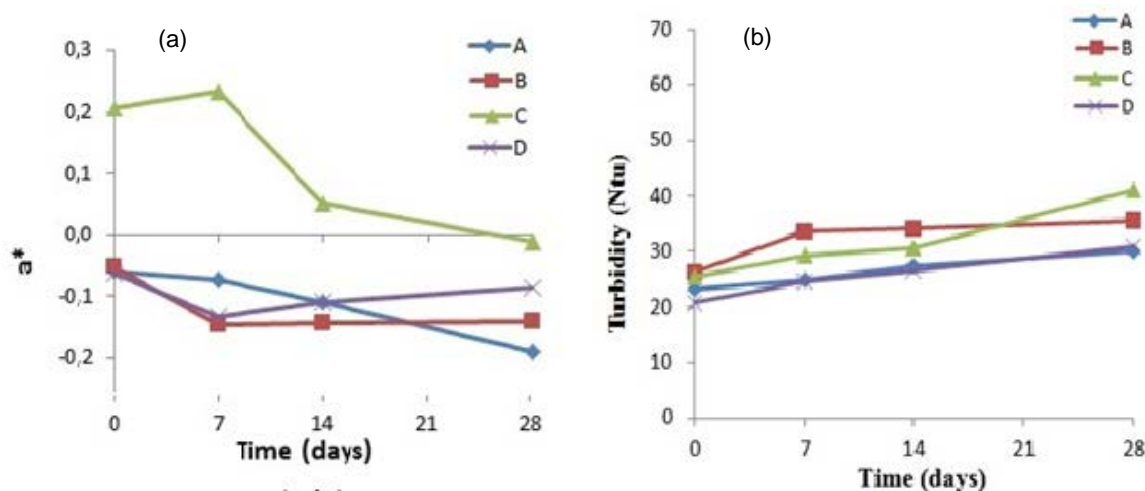 (a)
0,3
0,2
0,1
0,0
-0,1
-0,2
a*
0 7 14 21 28
Time (days)
A
B
C
D
(b)
70
60
50
40
30
20
10
0
Turbidity (Ntu)
0 7 14 21 28
Time (days)
A
B
C
D